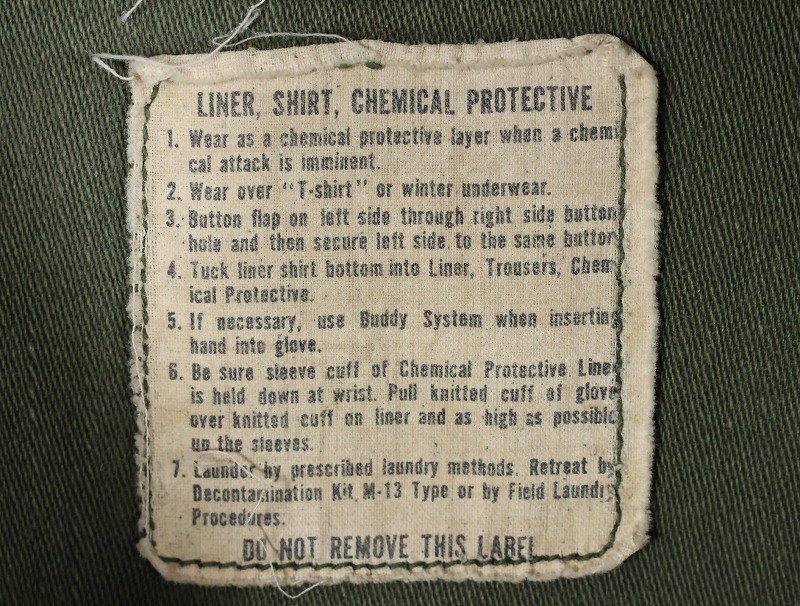 LINER, SHIRT, CHEMICAL PROTECTIVE
1. Wear as a chemical protective layer when a chemi
cal attack is imminent.
2. Wear over "T-shirt" or winter underwear.
3. Button flap on left side through right side button
hole and then secure left side to the same button
4. Tuck liner shirt bottom into Liner, Trousers, Chem
ical Protective.
5. If necessary, use Buddy System when inserting
hand into glove.
6. Be sure sleeve cuff of Chemical Protective Line
is held down at wrist. Pull knitted cuff of glove
over knitted cuff on liner and as high as possible
up the sleeves.
7. Launder by prescribed laundry methods. Retreat by
Decontamination Kit M-13 Type or by Field Laundry
Procedures.
DO NOT REMOVE THIS LABEL